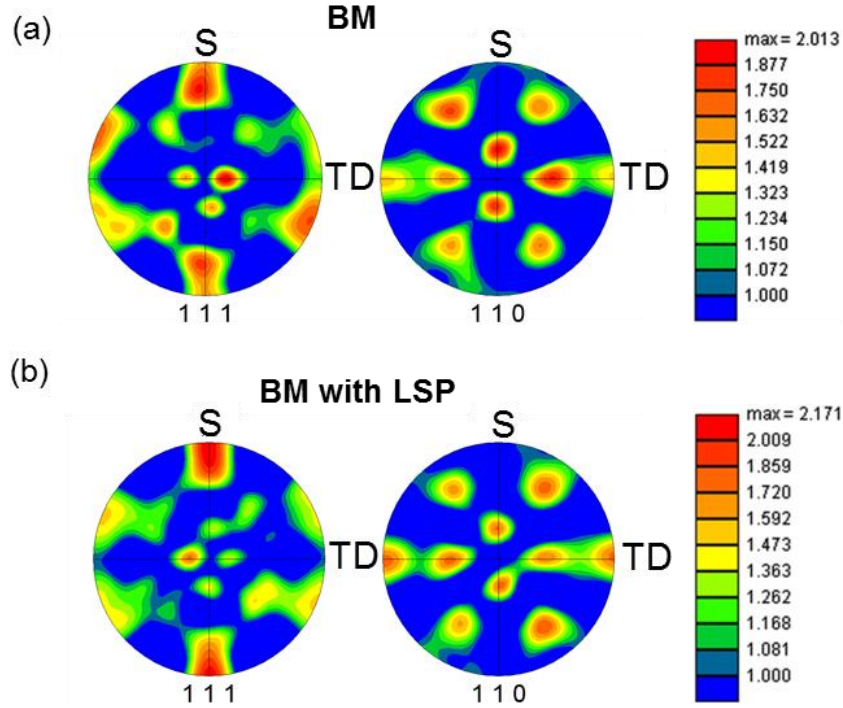 (a)
BM
S
S
TD
TD
1 1 1
1 1 0
max = 2.013
1.877
1.750
1.632
1.522
1.419
1.323
1.234
1.150
1.072
1.000
(b)
BM with LSP
S
S
TD
TD
1 1 1
1 1 0
max = 2.171
2.009
1.859
1.720
1.592
1.473
1.363
1.262
1.168
1.081
1.000